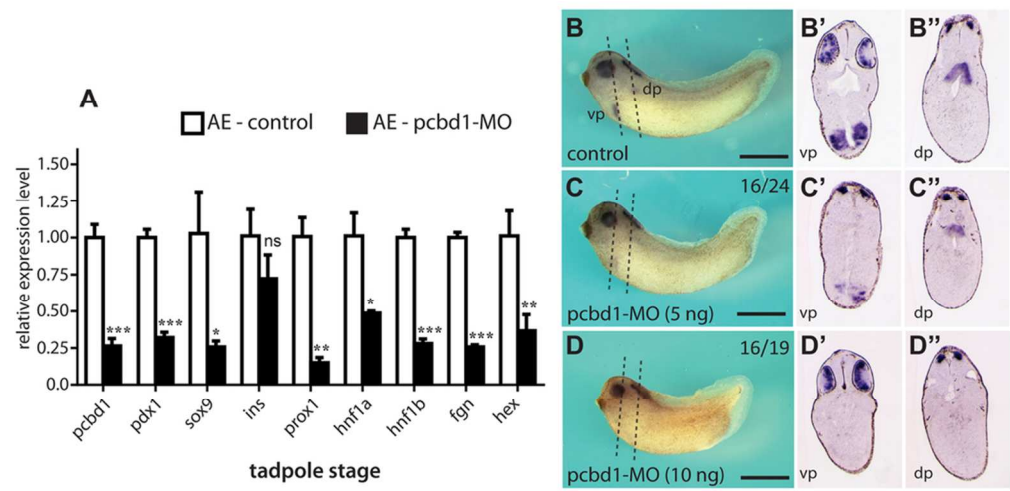 A
AE - control AE - pcbd1-MO
relative expression level
1.50
1.25
1.00
0.75
0.50
0.25
0.0
*** *** * ns ** * *** *** **
pcbd1 pdx1 sox9 ins prox1 hnf1a hnf1b fgn hex
tadpole stage
B
dp
vp
control
B’
vp
B’’
dp
C
16/24
pcbd1-MO (5 ng)
C’
vp
C’’
dp
D
16/19
pcbd1-MO (10 ng)
D’
vp
D’’
dp